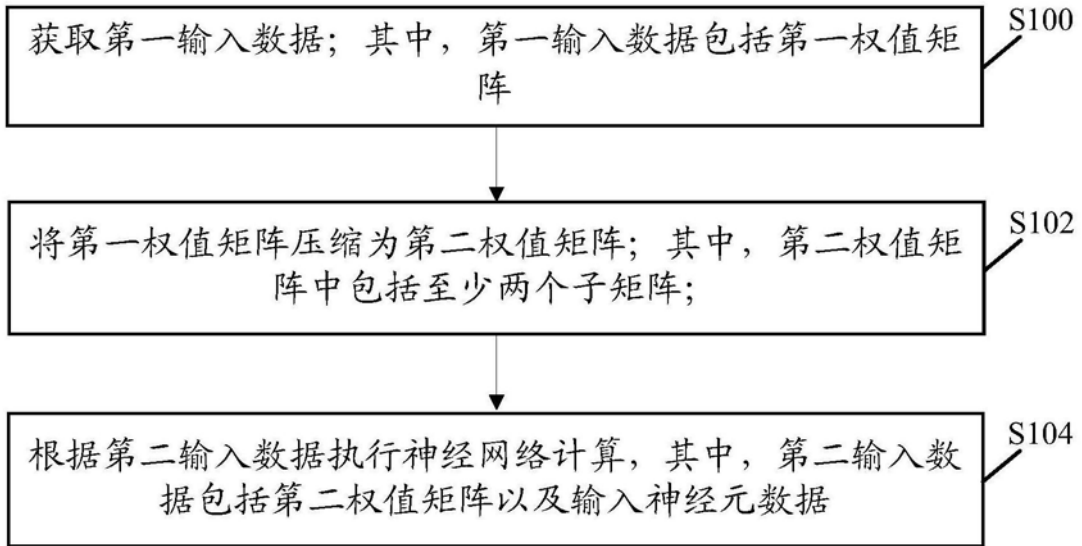 S100
获取第一输入数据；其中，第一输入数据包括第一权值矩
阵
S102
将第一权值矩阵压缩为第二权值矩阵；其中，第二权值矩
阵中包括至少两个子矩阵；
S104
根据第二输入数据执行神经网络计算，其中，第二输入数
据包括第二权值矩阵以及输入神经元数据